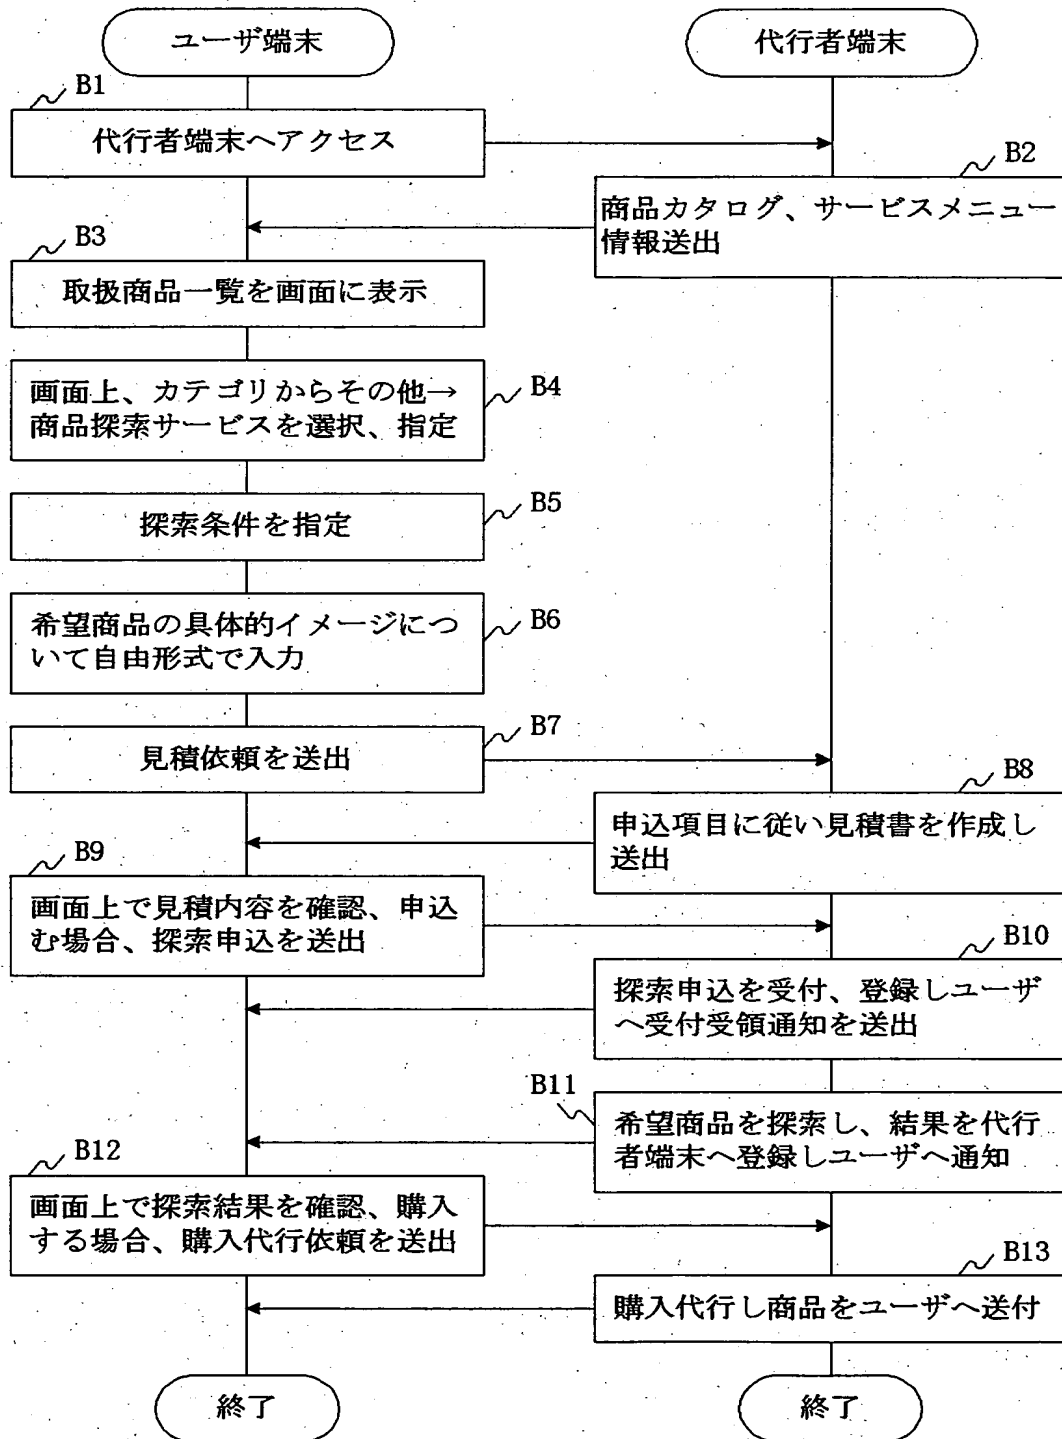 ユーザ端末
代行者端末
B1
代行者端末へアクセス
B2
商品カタログ、サービスメニュー
情報送出
B3
取扱商品一覧を画面に表示
画面上、カテゴリからその他→
商品探索サービスを選択、指定
B4
探索条件を指定
B5
希望商品の具体的イメージにつ
いて自由形式で入力
B6
見積依頼を送出
B7
B8
申込項目に従い見積書を作成し
送出
B9
画面上で見積内容を確認、申込
む場合、探索申込を送出
B10
探索申込を受付、登録しユーザ
へ受付受領通知を送出
B11
希望商品を探索し、結果を代行
者端末へ登録しユーザへ通知
B12
画面上で探索結果を確認、購入
する場合、購入代行依頼を送出
B13
購入代行し商品をユーザへ送付
終了
終了